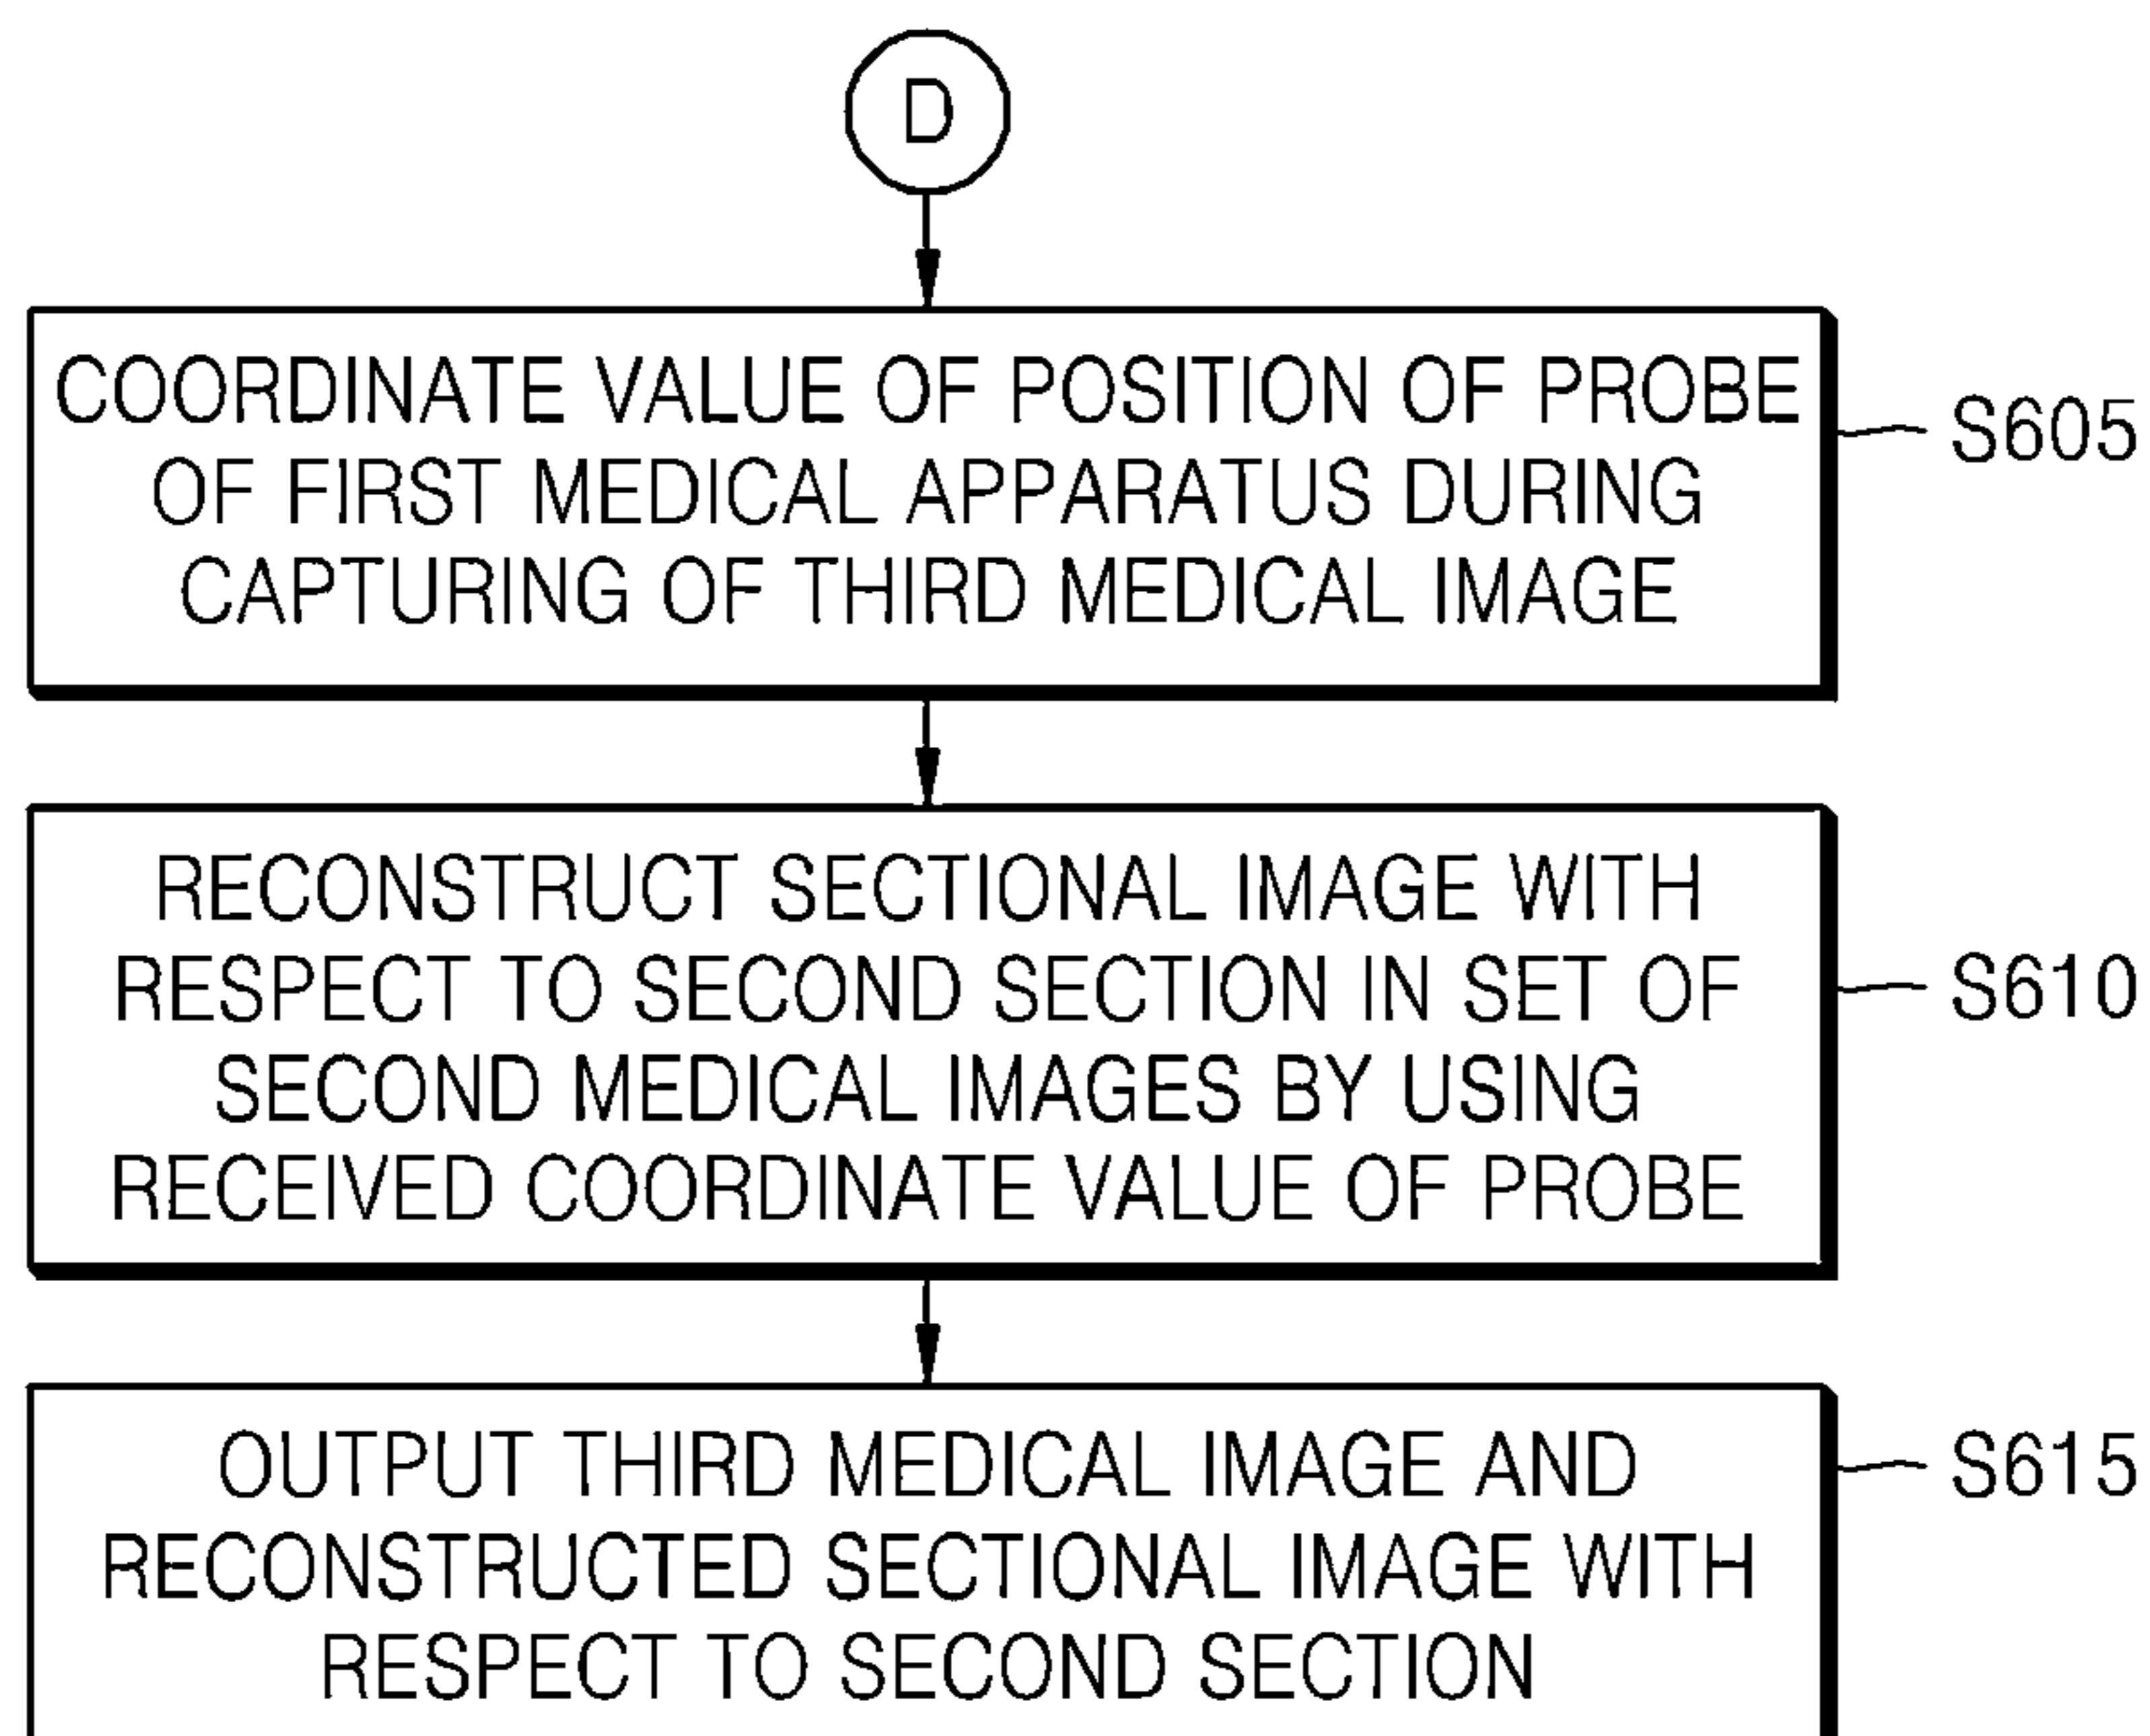 D
COORDINATE VALUE OF POSITION OF PROBE
OF FIRST MEDICAL APPARATUS DURING
CAPTURING OF THIRD MEDICAL IMAGE
S605
RECONSTRUCT SECTIONAL IMAGE WITH
RESPECT TO SECOND SECTION IN SET OF
SECOND MEDICAL IMAGES BY USING
RECEIVED COORDINATE VALUE OF PROBE
S610
OUTPUT THIRD MEDICAL IMAGE AND
RECONSTRUCTED SECTIONAL IMAGE WITH
RESPECT TO SECOND SECTION
S615